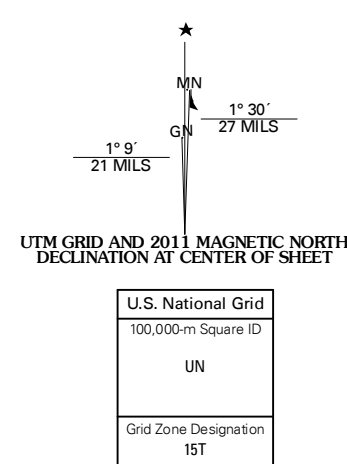 MN
1° 30´
27 MILS
GN
1° 9´
21 MILS
UTM GRID AND 2011 MAGNETIC NORTH
DECLINATION AT CENTER OF SHEET
U.S. National Grid
100,000-m Square ID
UN
Grid Zone Designation
15T